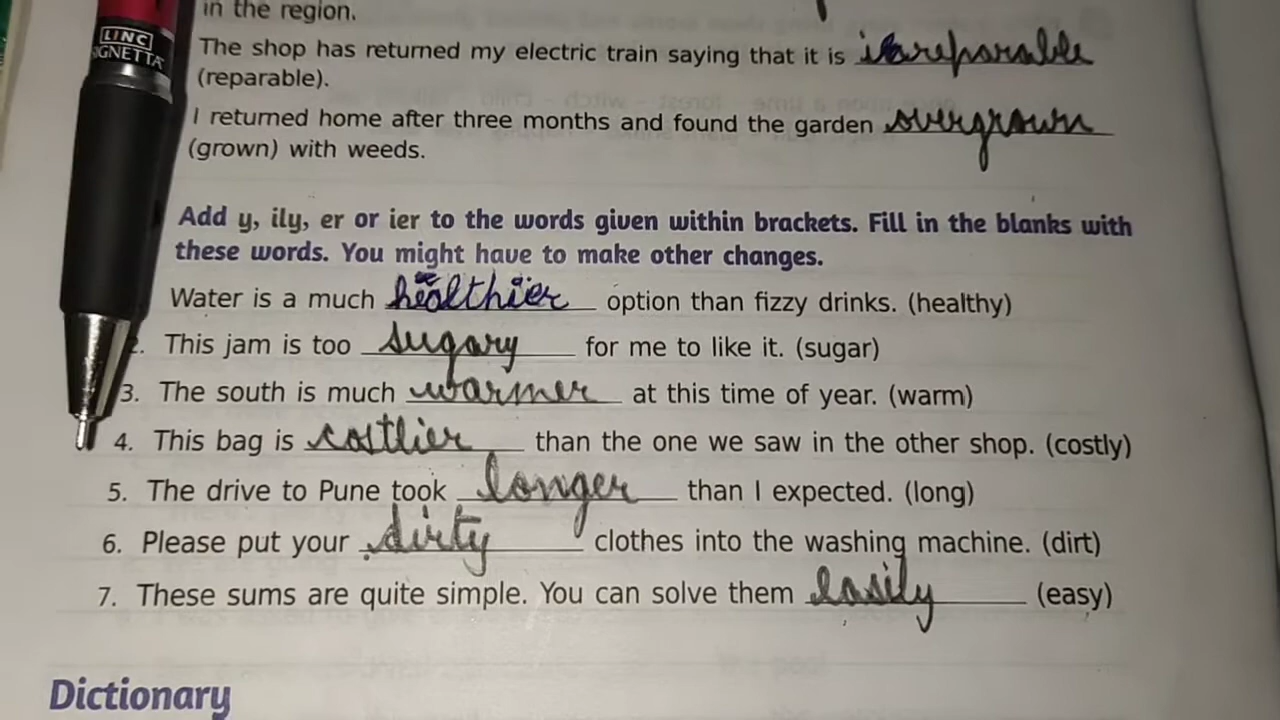 in the region.
LINC
SIGNETTA
The shop has returned my electric train saying that it is irreparable
(reparable).
I returned home after three months and found the garden overgrown
(grown) with weeds.
Add y, ily, er or ier to the words given within brackets. Fill in the blanks with
these words. You might have to make other changes.
Water is a much healthier option than fizzy drinks. (healthy)
2. This jam is too sugary for me to like it. (sugar)
3. The south is much warmer at this time of year. (warm)
4. This bag is costlier than the one we saw in the other shop. (costly)
5. The drive to Pune took longer than I expected. (long)
6. Please put your dirty clothes into the washing machine. (dirt)
7. These sums are quite simple. You can solve them easily (easy)
Dictionary